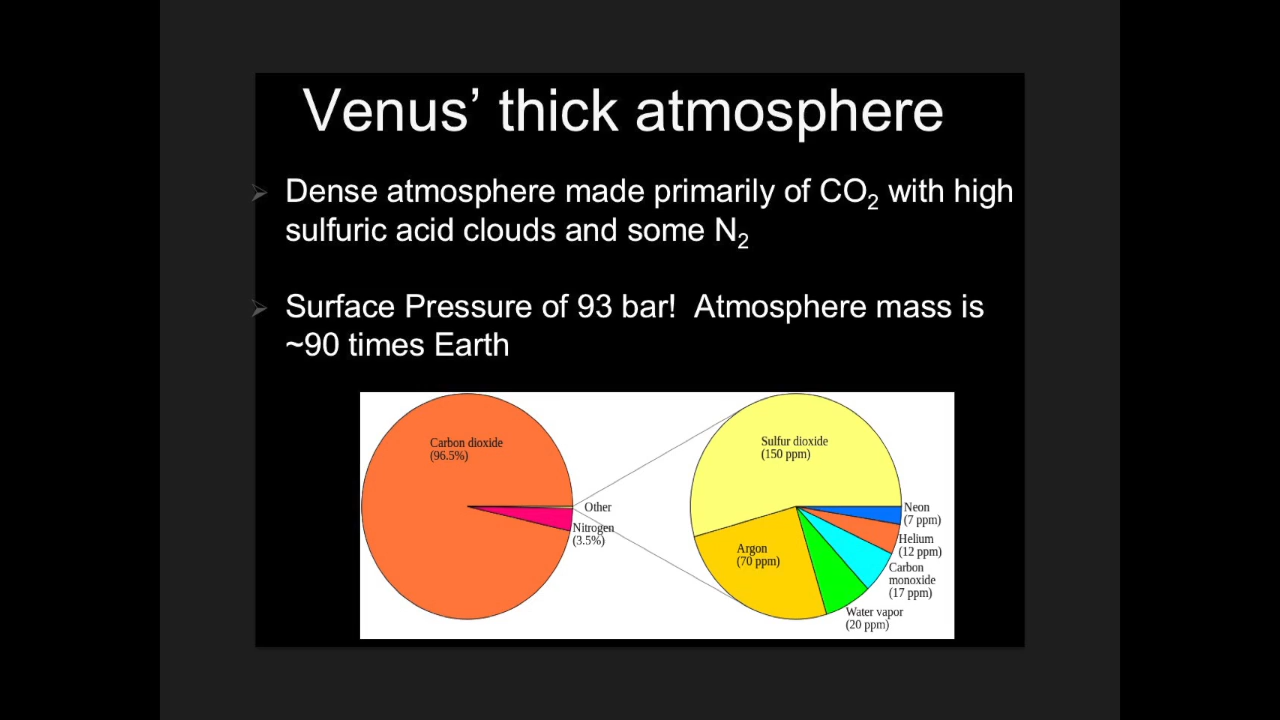 Venus’ thick atmosphere
Dense atmosphere made primarily of CO₂ with high
sulfuric acid clouds and some N₂
Surface Pressure of 93 bar!  Atmosphere mass is
~90 times Earth
Carbon dioxide
(96.5%)
Other
Nitrogen
(3.5%)
Sulfur dioxide
(150 ppm)
Argon
(70 ppm)
Neon
(7 ppm)
Helium
(12 ppm)
Carbon
monoxide
(17 ppm)
Water vapor
(20 ppm)